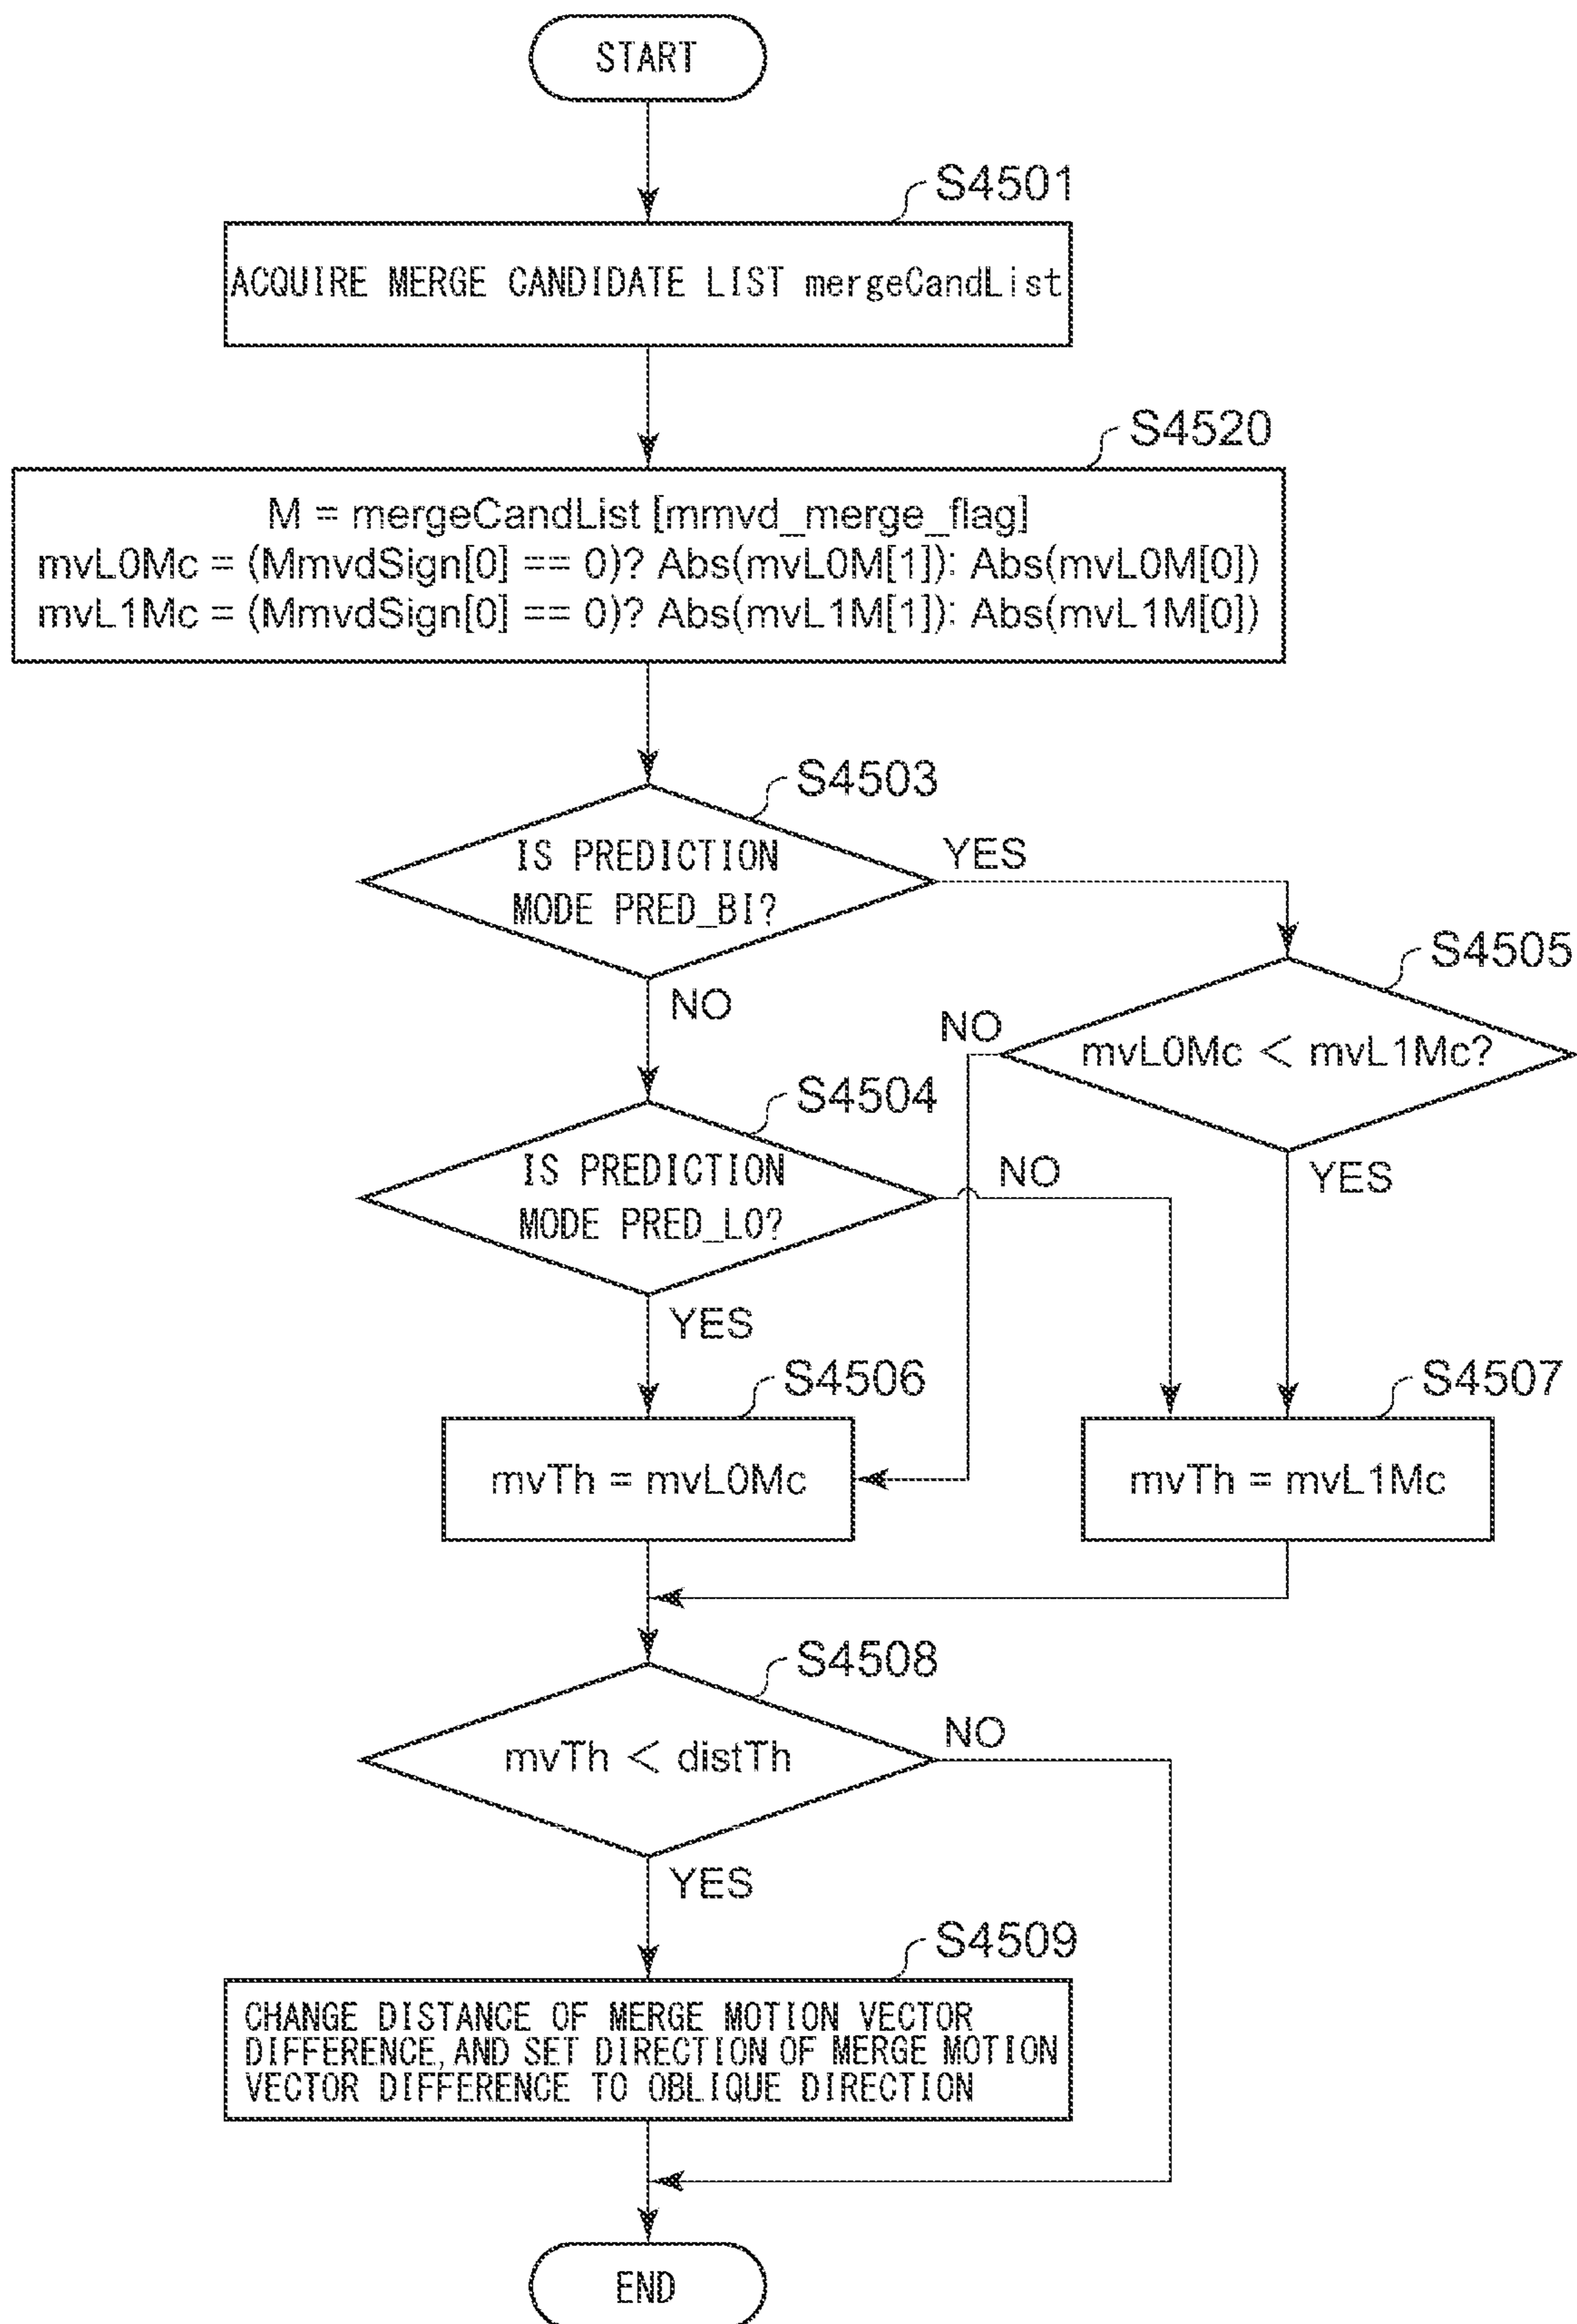 START
S4501
ACQUIRE MERGE CANDIDATE LIST mergeCandList
S4520
M = mergeCandList [mmvd_merge_flag]
mvL0Mc = (MmvdSign[0] == 0)? Abs(mvL0M[1]): Abs(mvL0M[0])
mvL1Mc = (MmvdSign[0] == 0)? Abs(mvL1M[1]): Abs(mvL1M[0])
S4503
IS PREDICTION
MODE PRED_BI?
YES
NO
S4505
mvL0Mc < mvL1Mc?
NO
YES
S4504
IS PREDICTION
MODE PRED_L0?
NO
YES
S4506
mvTh = mvL0Mc
S4507
mvTh = mvL1Mc
S4508
mvTh < distTh
NO
YES
S4509
CHANGE DISTANCE OF MERGE MOTION VECTOR
DIFFERENCE, AND SET DIRECTION OF MERGE MOTION
VECTOR DIFFERENCE TO OBLIQUE DIRECTION
END